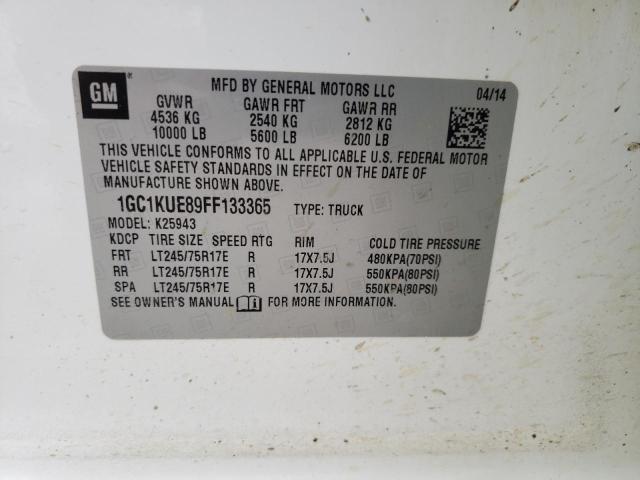 GM
MFD BY GENERAL MOTORS LLC
04/14
GVWR GAWR FRT GAWR RR
4536 KG 2540 KG 2812 KG
10000 LB 5600 LB 6200 LB
THIS VEHICLE CONFORMS TO ALL APPLICABLE U.S. FEDERAL MOTOR
VEHICLE SAFETY STANDARDS IN EFFECT ON THE DATE OF
MANUFACTURE SHOWN ABOVE.
1GC1KUE89FF133365 TYPE: TRUCK
MODEL: K25943
KDCP TIRE SIZE SPEED RTG RIM COLD TIRE PRESSURE
FRT LT245/75R17E R 17X7.5J 480KPA(70PSI)
RR LT245/75R17E R 17X7.5J 550KPA(80PSI)
SPA LT245/75R17E R 17X7.5J 550KPA(80PSI)
SEE OWNER'S MANUAL FOR MORE INFORMATION.